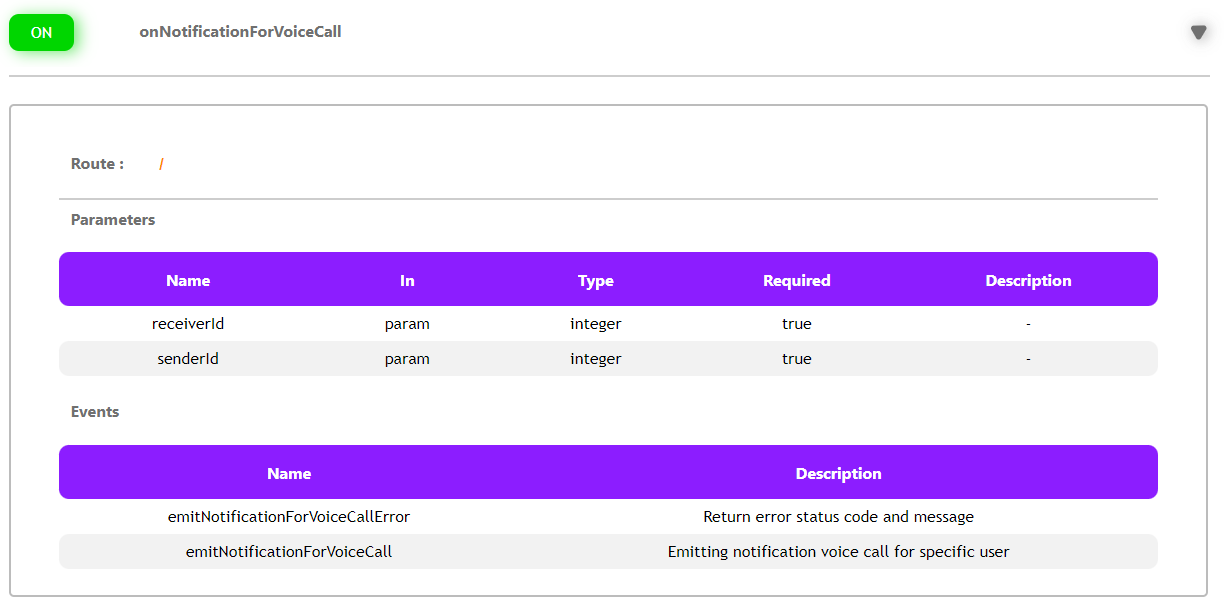 ON onNotificationForVoiceCall
Route : /
Parameters
Name In Type Required Description
receiverId param integer true -
senderId param integer true -
Events
Name Description
emitNotificationForVoiceCallError Return error status code and message
emitNotificationForVoiceCall Emitting notification voice call for specific user